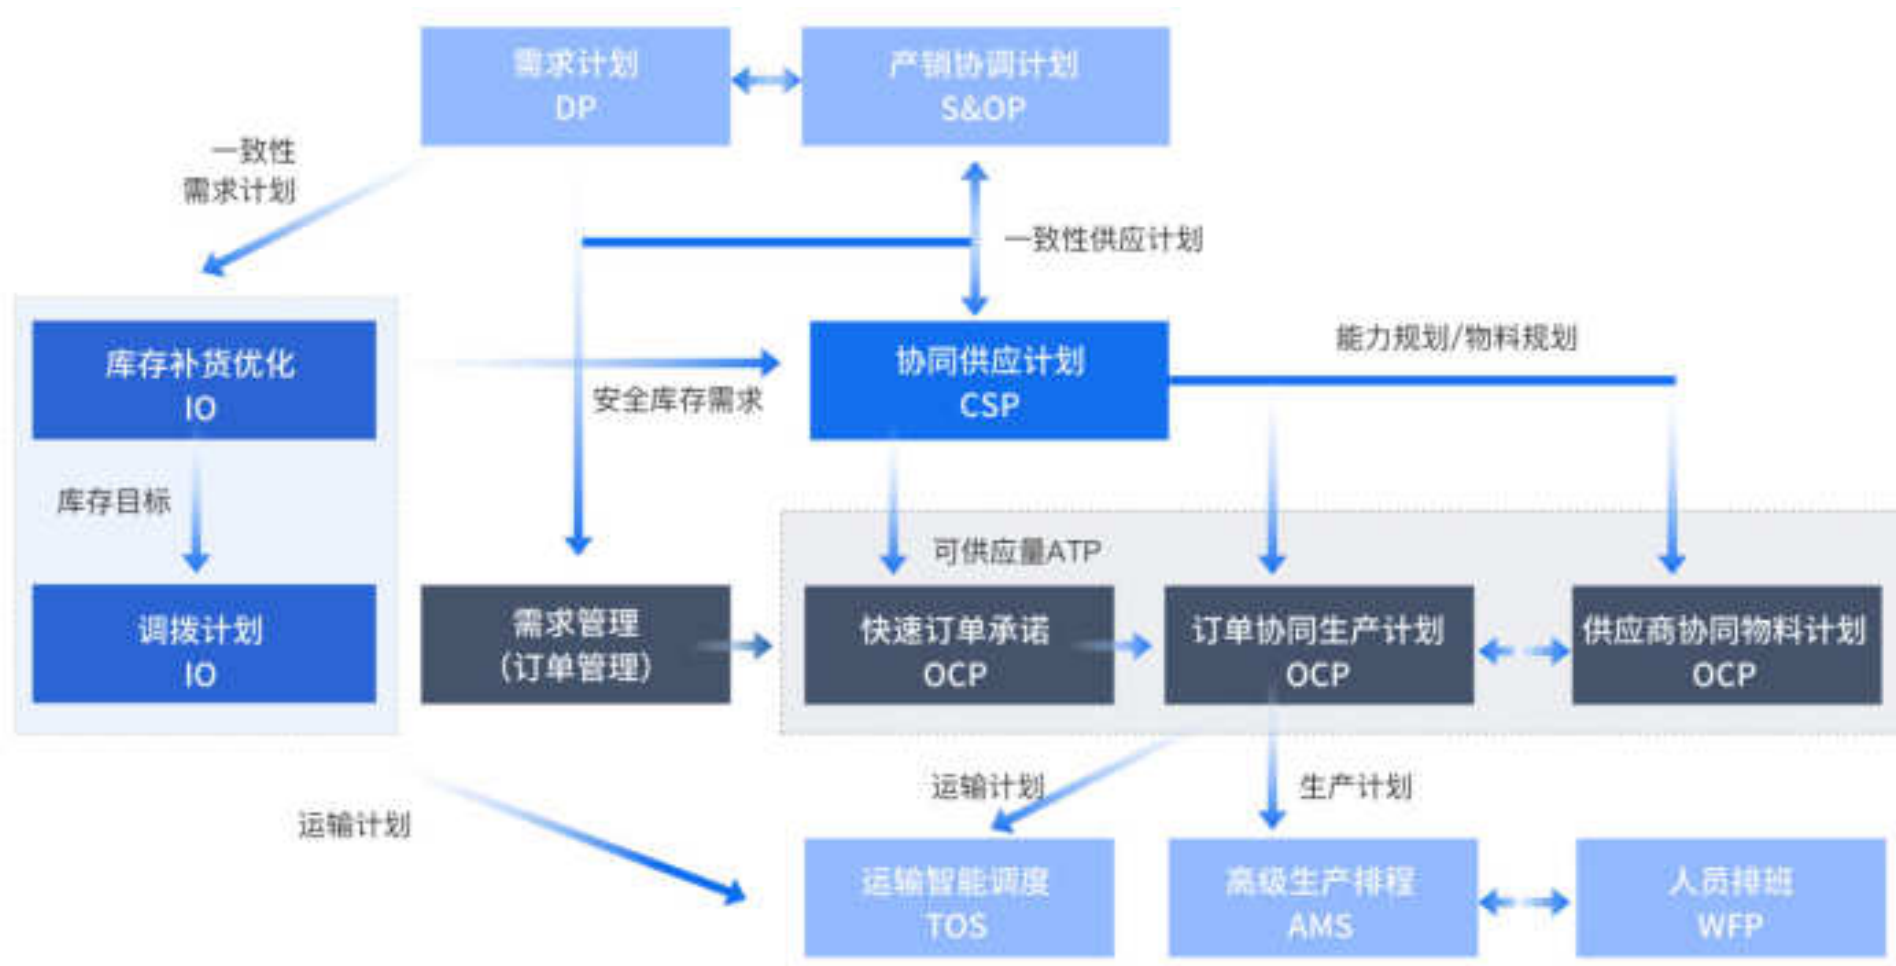 需求计划
DP
产销协调计划
S&OP
一致性
需求计划
一致性供应计划
库存补货优化
IO
安全库存需求
协同供应计划
CSP
能力规划/物料规划
库存目标
可供应量ATP
调拨计划
IO
需求管理
（订单管理）
快速订单承诺
OCP
订单协同生产计划
OCP
供应商协同物料计划
OCP
运输计划
运输计划
生产计划
运输智能调度
TOS
高级生产排程
AMS
人员排班
WFP